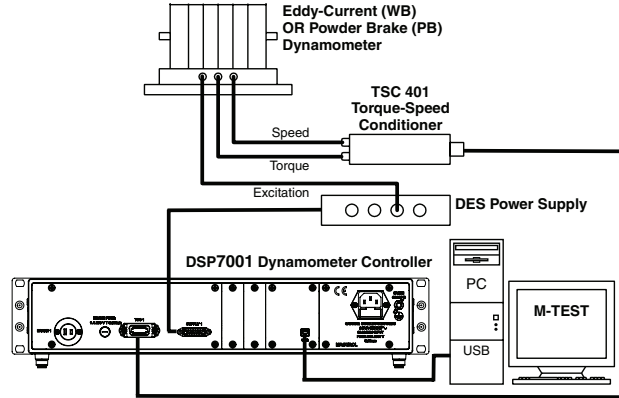 Eddy-Current (WB)
OR Powder Brake (PB)
Dynamometer
TSC 401
Torque-Speed
Conditioner
Speed
Torque
Excitation
DES Power Supply
DSP7001 Dynamometer Controller
PC
M-TEST
USB
MAGTROL